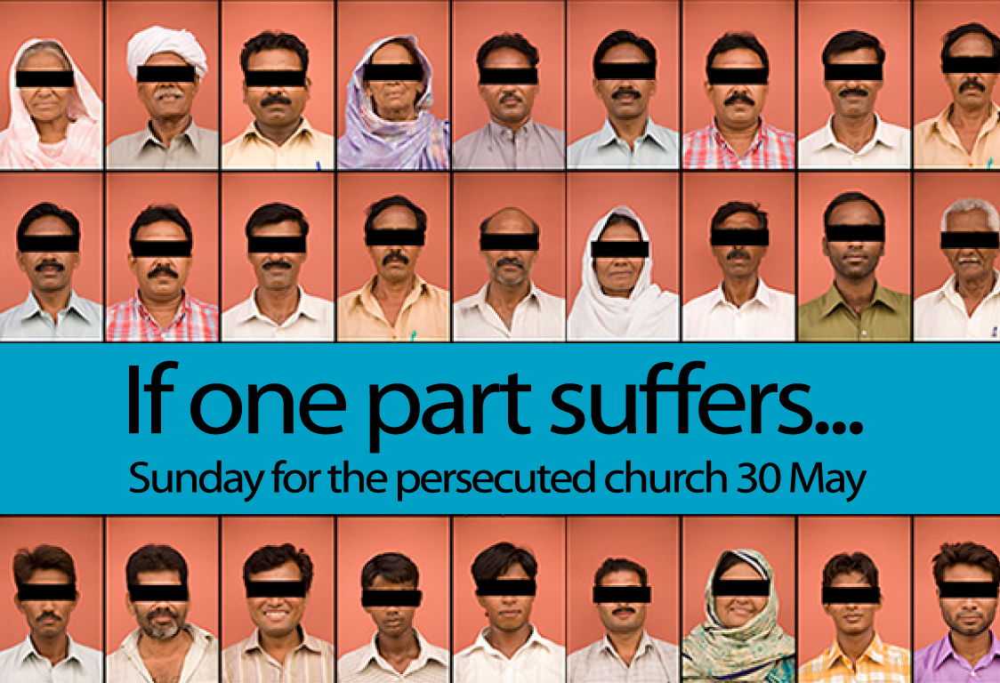 If one part suffers...
Sunday for the persecuted church 30 May